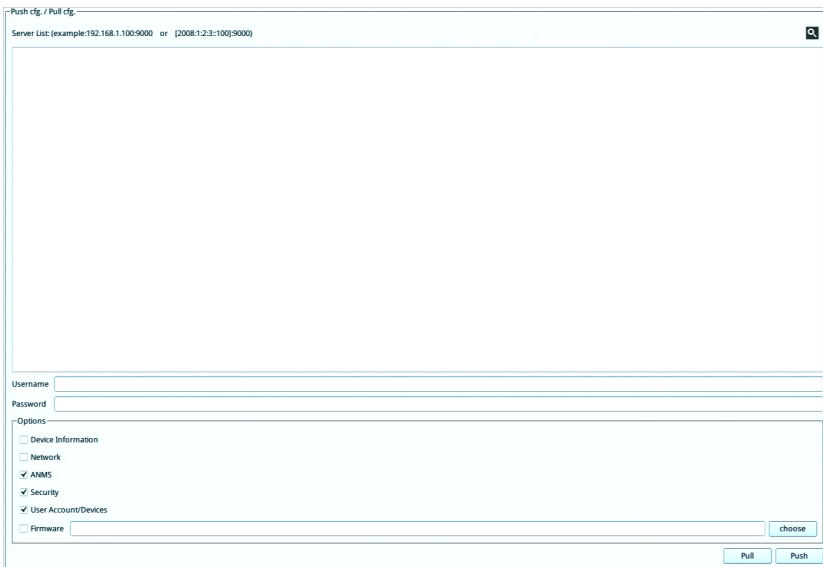 Push cfg. / Pull cfg.
Server List: (example:192.168.1.100:9000 or [2008:1:2:3::100]:9000)
Username
Password
Options
Device Information
Network
ANMS
Security
User Account/Devices
Firmware choose
Pull Push